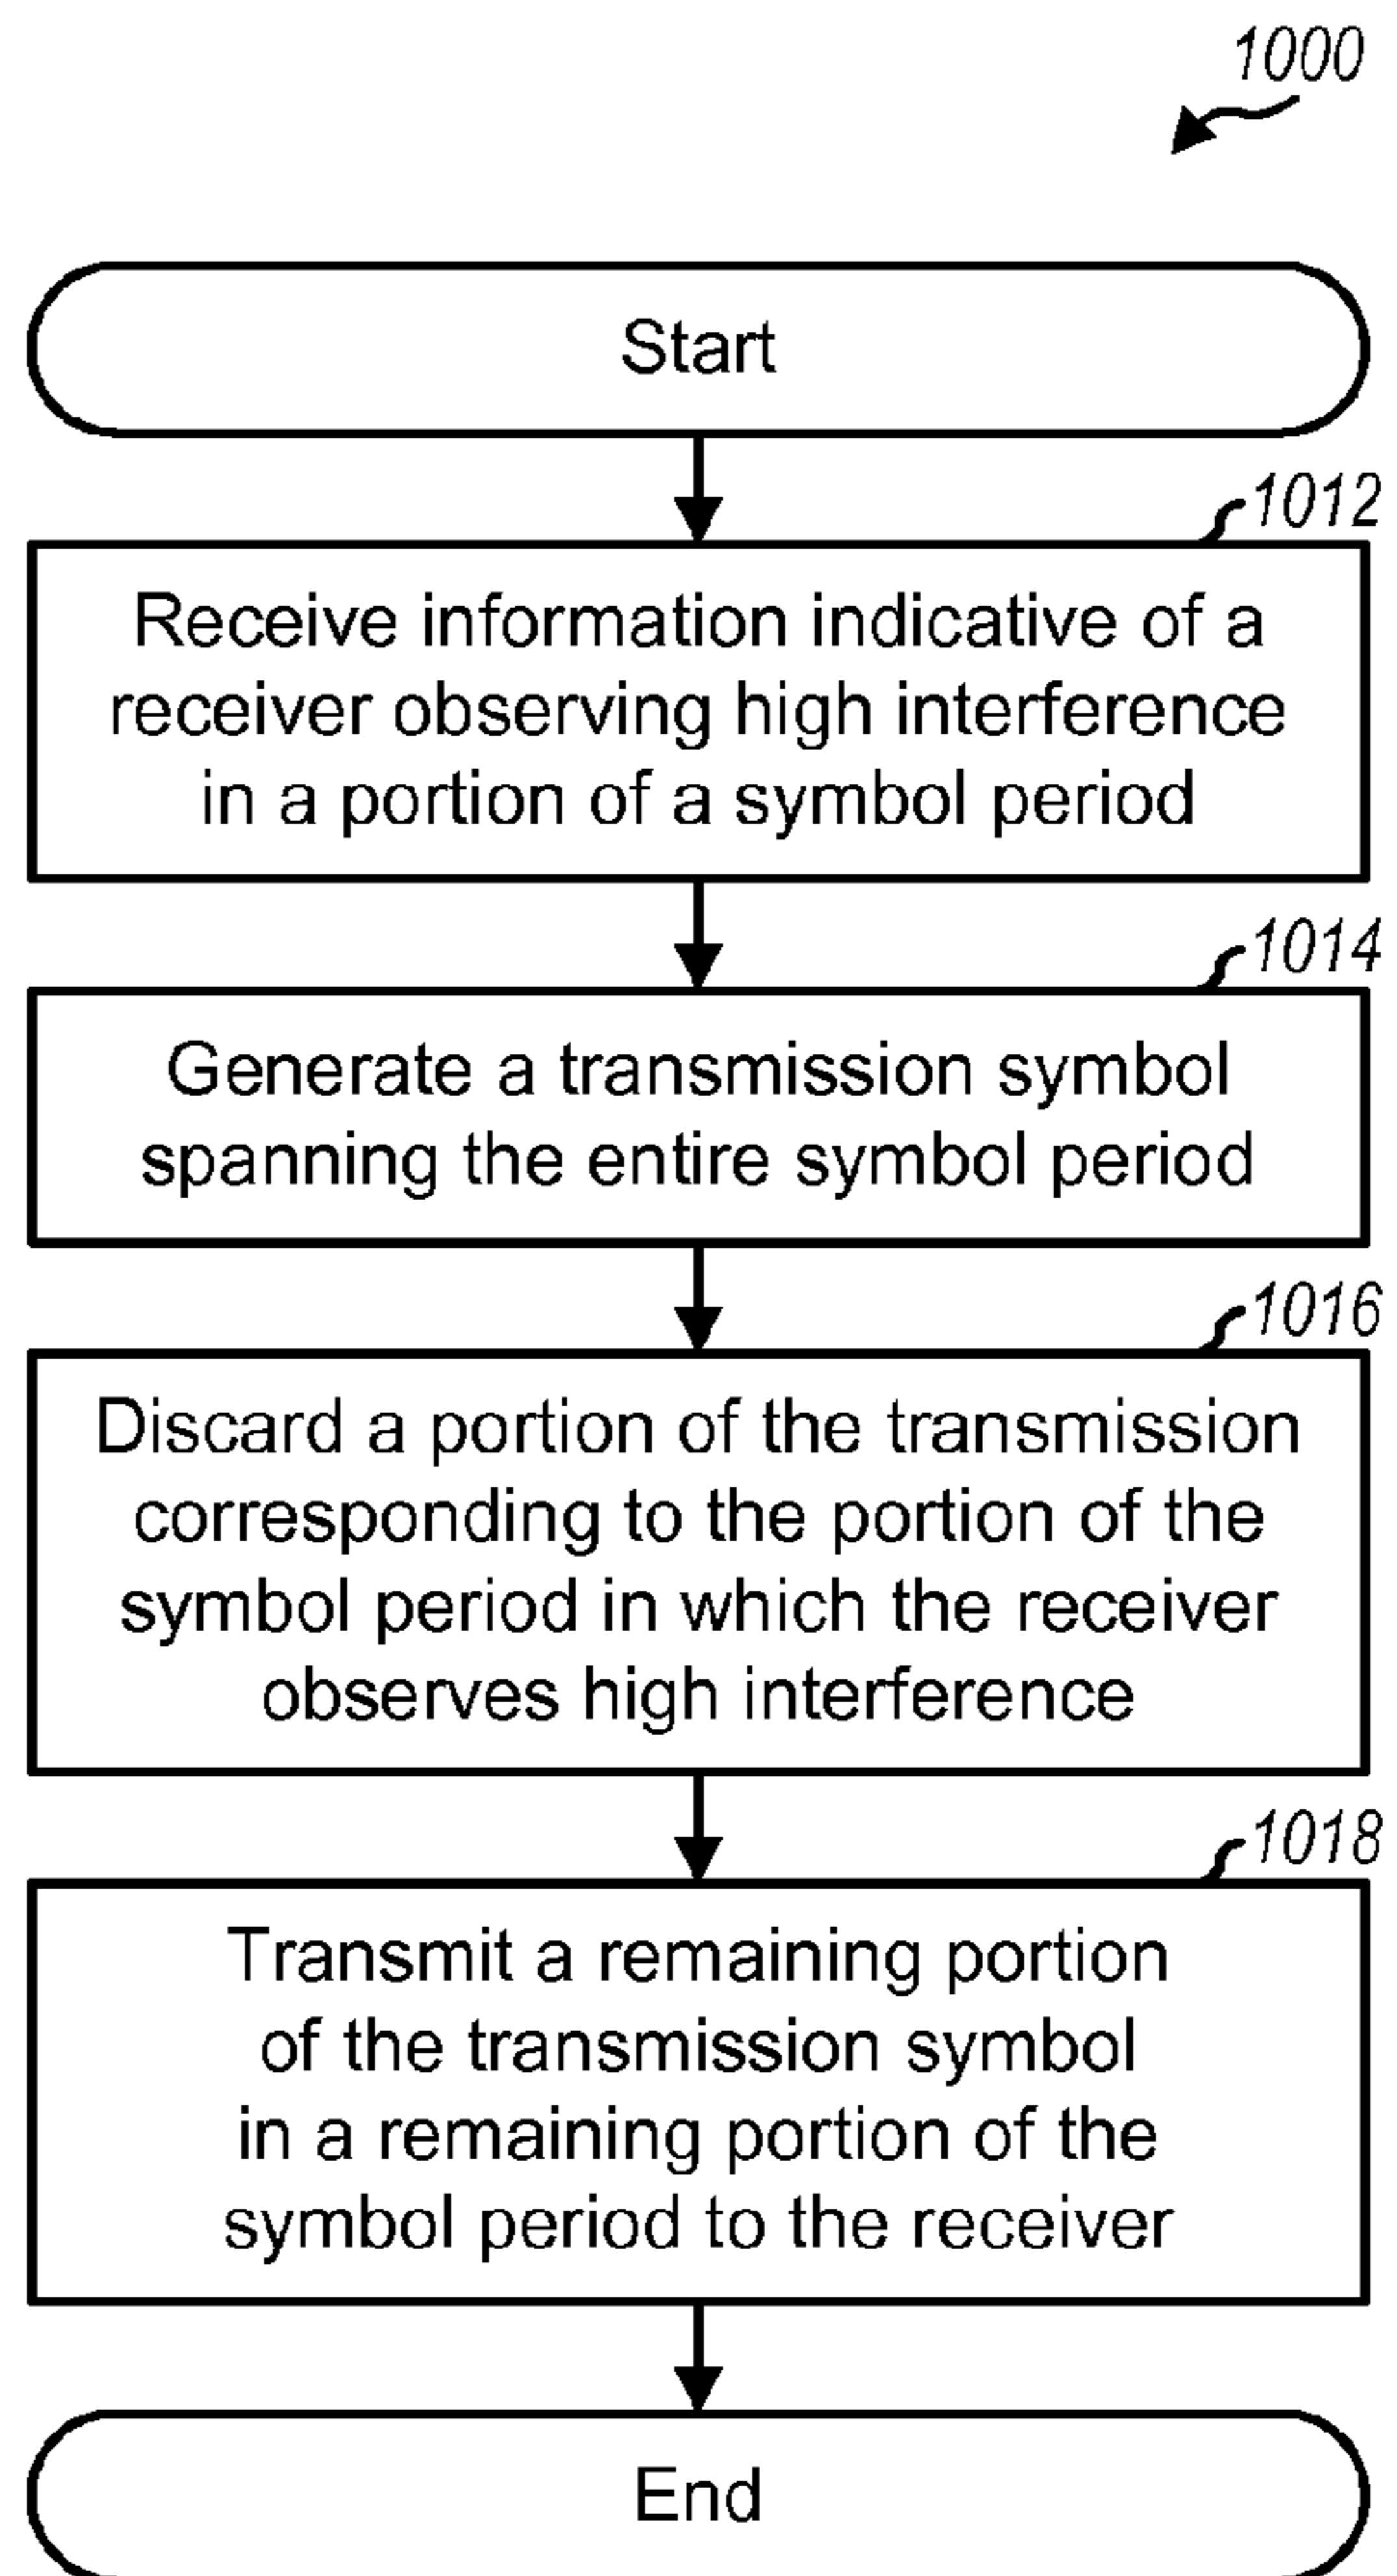 1000
Start
1012
Receive information indicative of a
receiver observing high interference
in a portion of a symbol period
1014
Generate a transmission symbol
spanning the entire symbol period
1016
Discard a portion of the transmission
corresponding to the portion of the
symbol period in which the receiver
observes high interference
1018
Transmit a remaining portion
of the transmission symbol
in a remaining portion of the
symbol period to the receiver
End